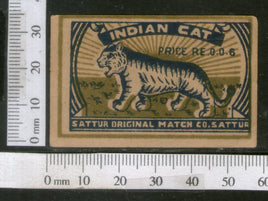 INDIAN CAT
PRICE RE.0.0.6
SATTUR ORIGINAL MATCH CO. SATTUR
0 mm 10 20 30
0 mm 10 20 30 40 50 60